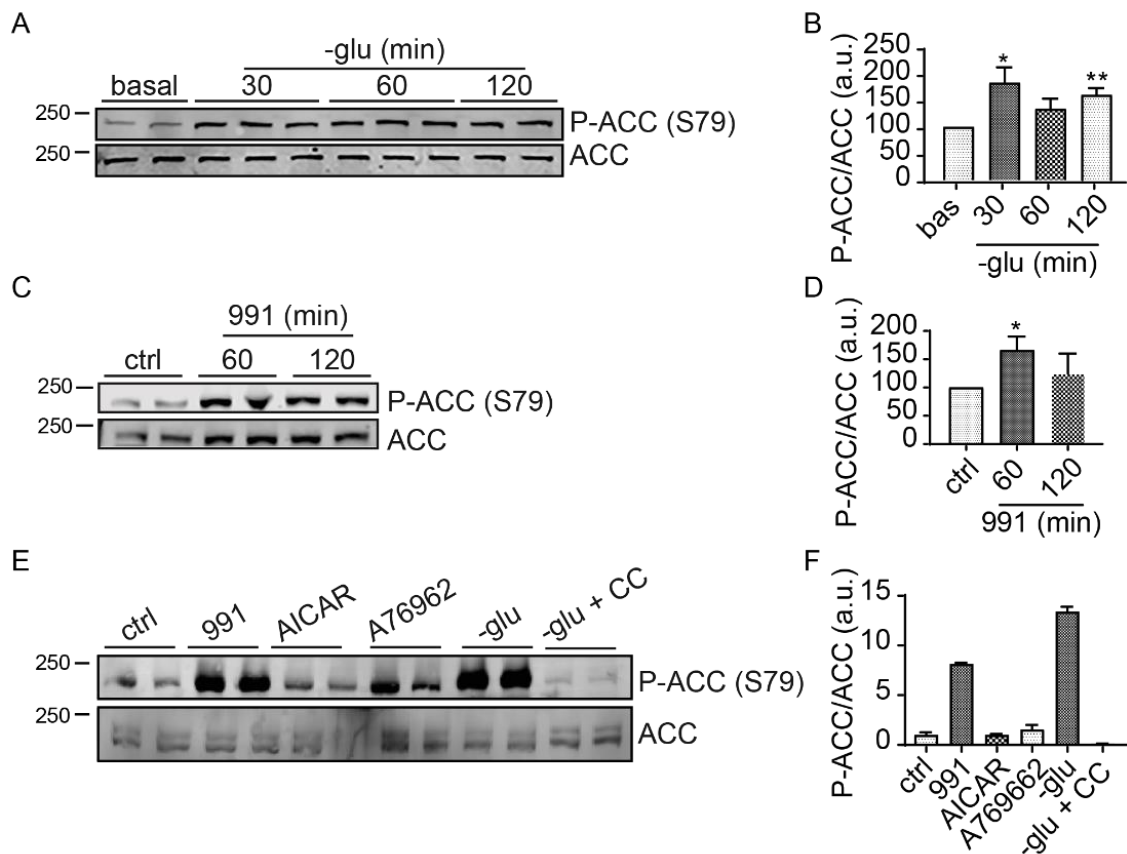 A
-glu (min)
basal 30 60 120
250
P-ACC (S79)
250
ACC
B
P-ACC/ACC (a.u.)
250
200
150
100
50
0
* **
bas 30 60 120
-glu (min)
C
991 (min)
ctrl 60 120
250
P-ACC (S79)
250
ACC
D
P-ACC/ACC (a.u.)
200
150
100
50
0
*
ctrl 60 120
991 (min)
E
ctrl 991 AICAR A76962 -glu -glu + CC
250
P-ACC (S79)
250
ACC
F
P-ACC/ACC (a.u.)
15
10
5
0
ctrl 991 AICAR A769662 -glu -glu + CC